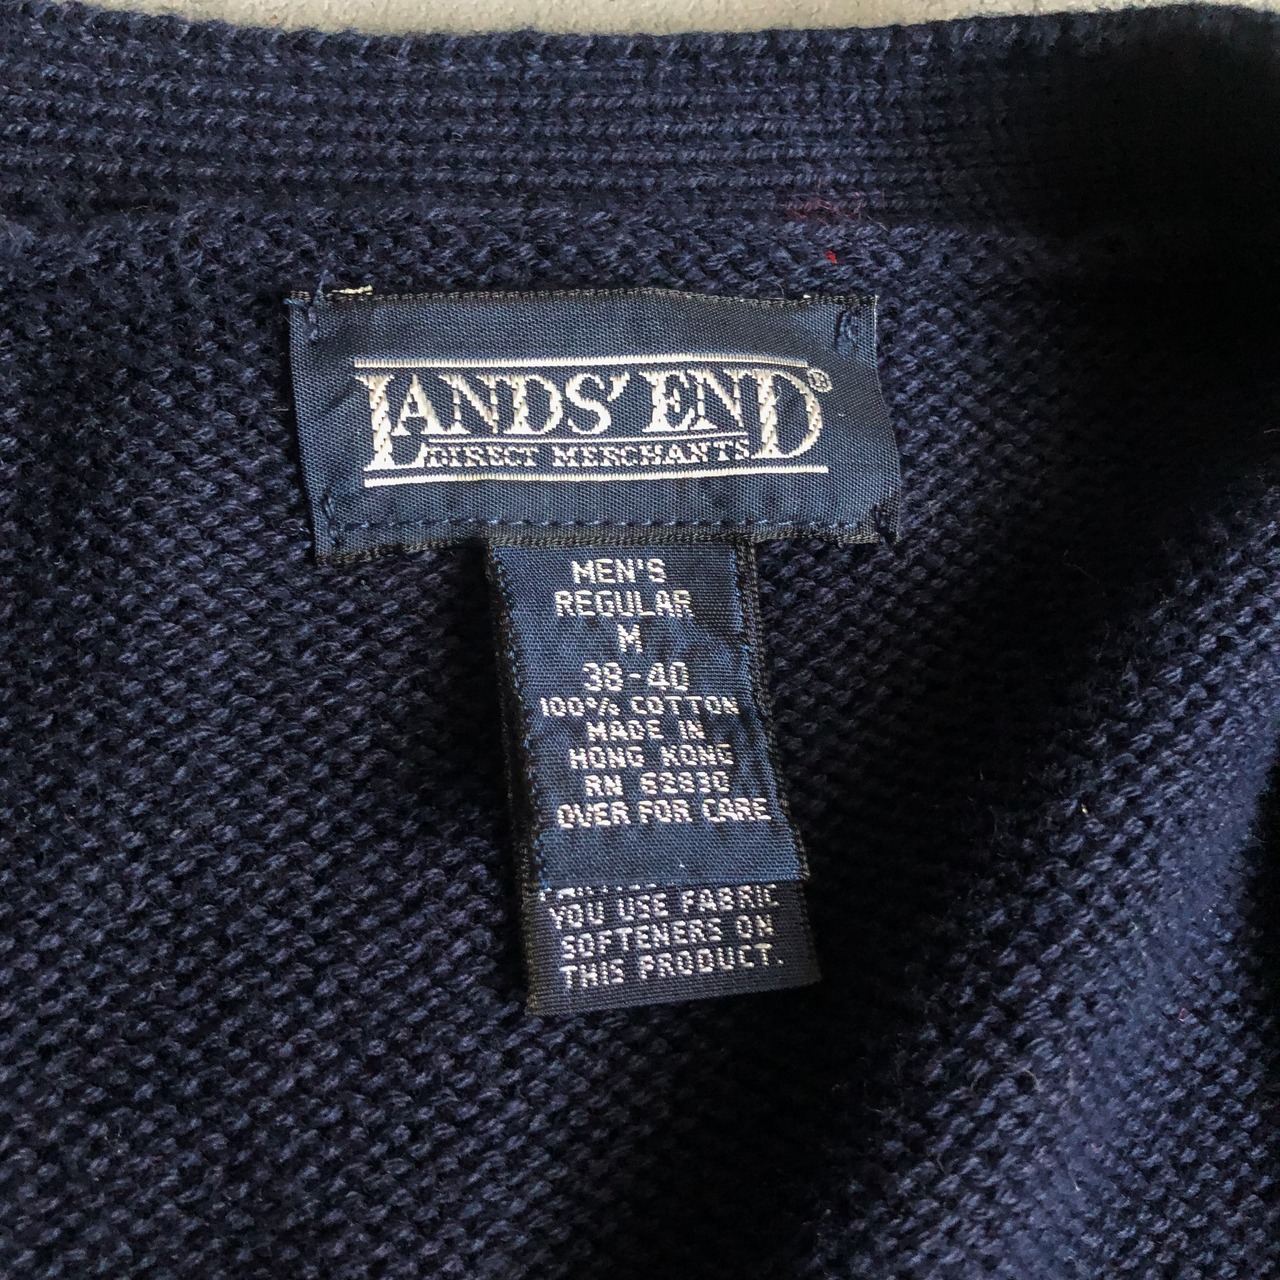 LANDS' END®
DIRECT MERCHANTS
MEN'S
REGULAR
M
38-40
100% COTTON
MADE IN
HONG KONG
RN 62830
OVER FOR CARE
YOU USE FABRIC
SOFTENERS ON
THIS PRODUCT.